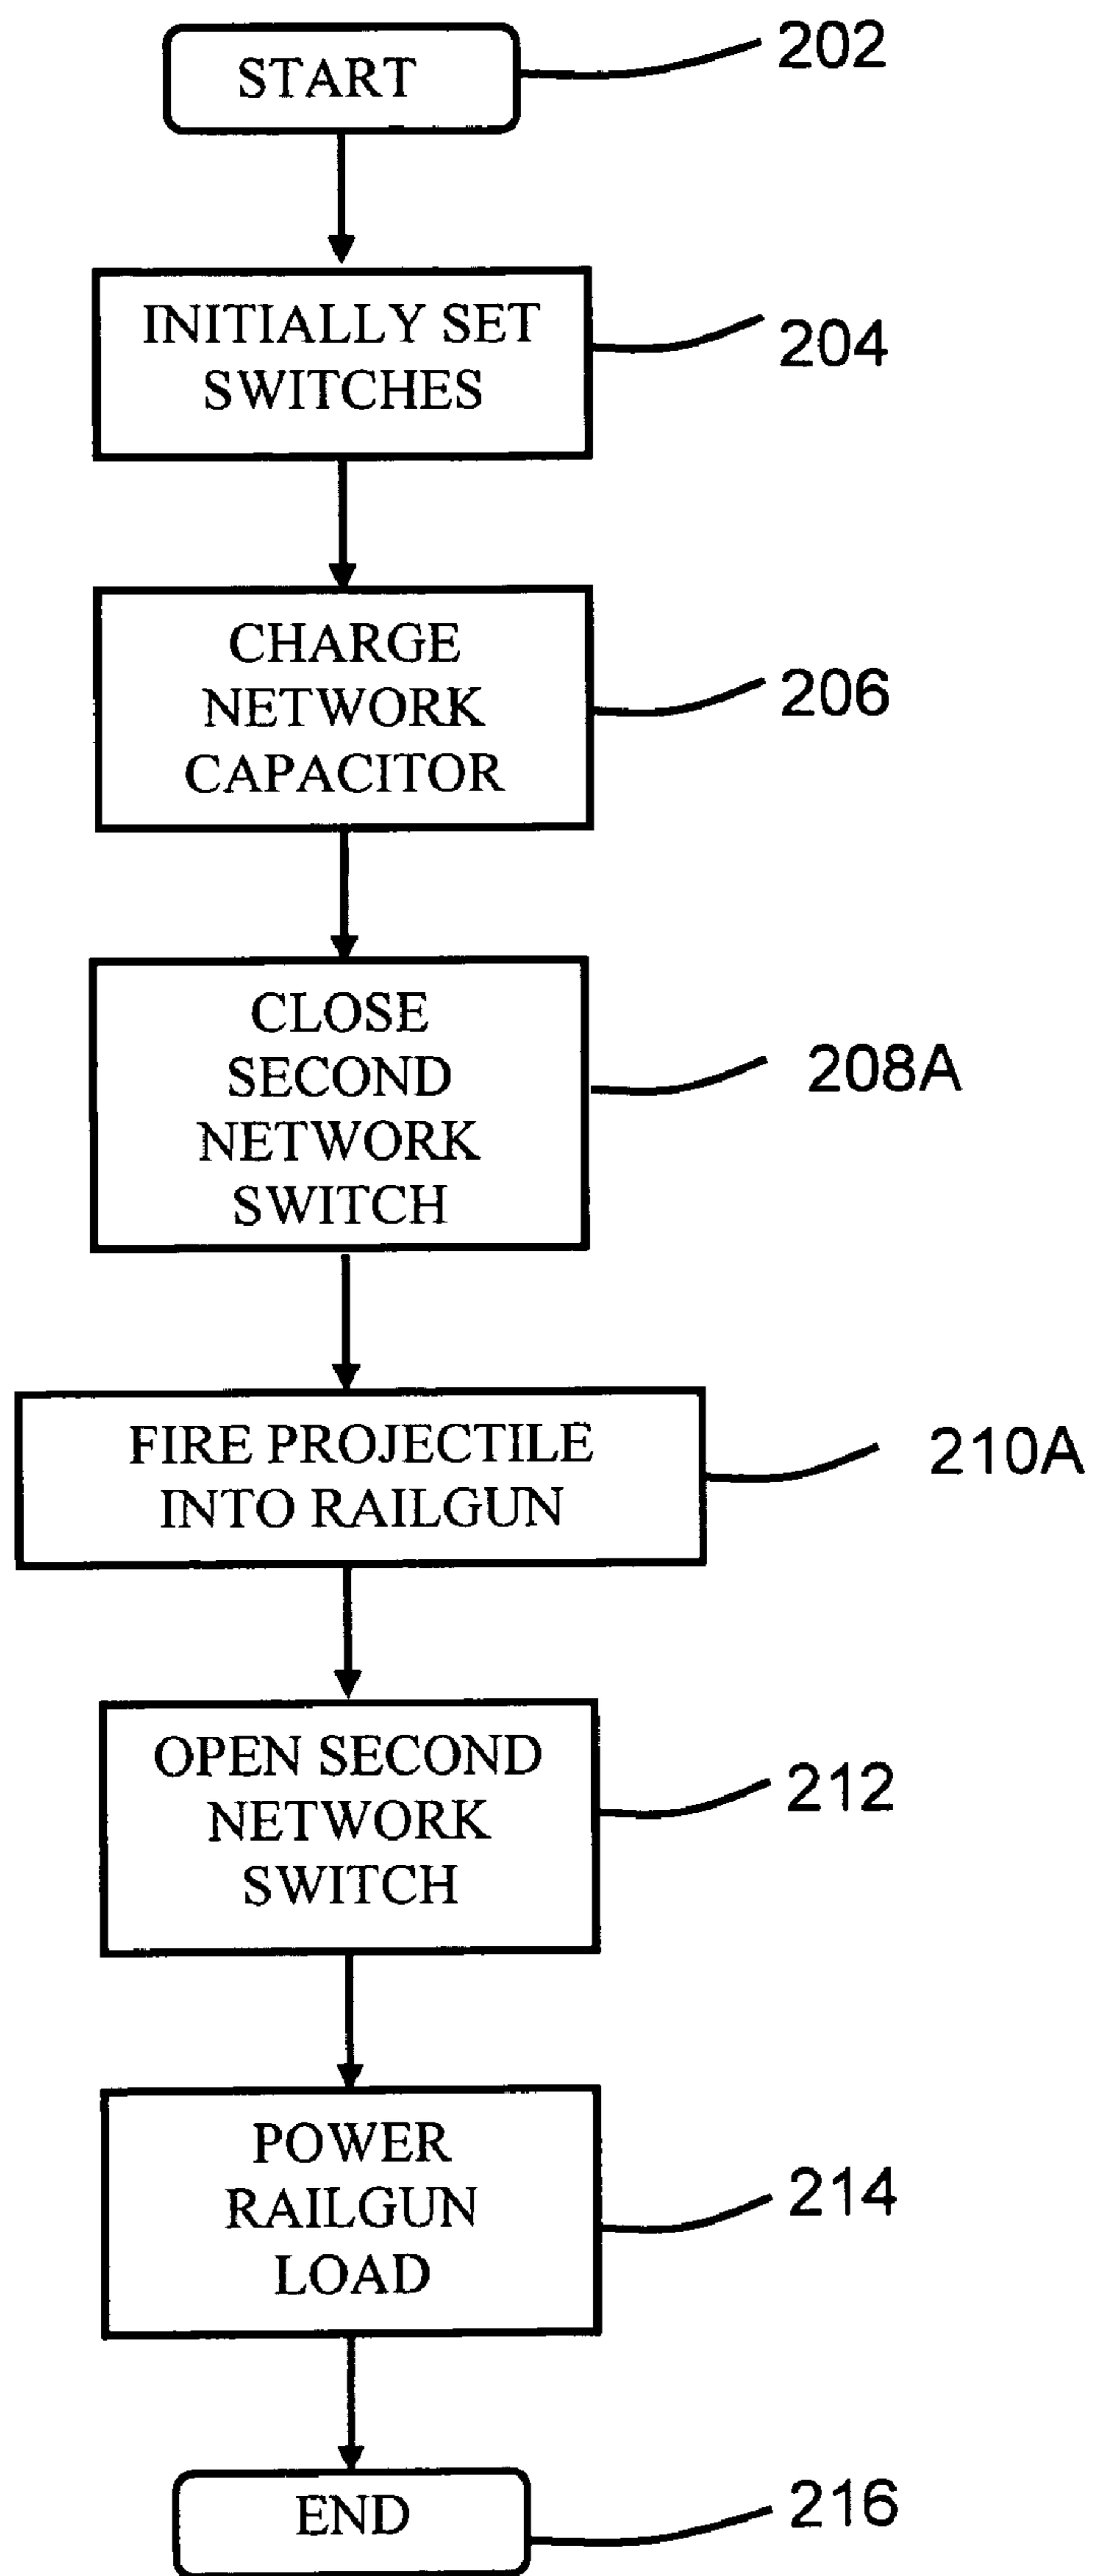 START
202
INITIALLY SET
SWITCHES
204
CHARGE
NETWORK
CAPACITOR
206
CLOSE
SECOND
NETWORK
SWITCH
208A
FIRE PROJECTILE
INTO RAILGUN
210A
OPEN SECOND
NETWORK
SWITCH
212
POWER
RAILGUN
LOAD
214
END
216